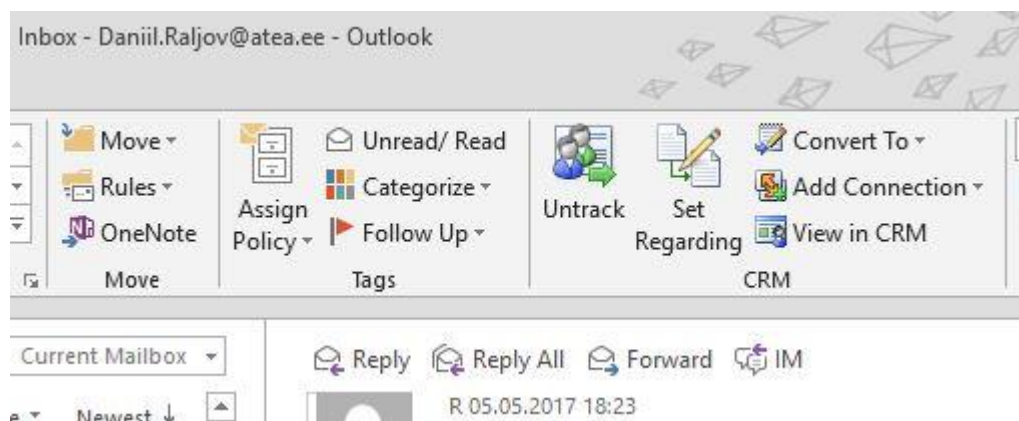 Inbox - Daniil.Raljov@atea.ee - Outlook
Move
Rules
OneNote
Move
Assign
Policy
Unread/ Read
Categorize
Follow Up
Tags
Untrack
Set
Regarding
Convert To
Add Connection
View in CRM
CRM
Current Mailbox
Newest
Reply
Reply All
Forward
IM
R 05.05.2017 18:23